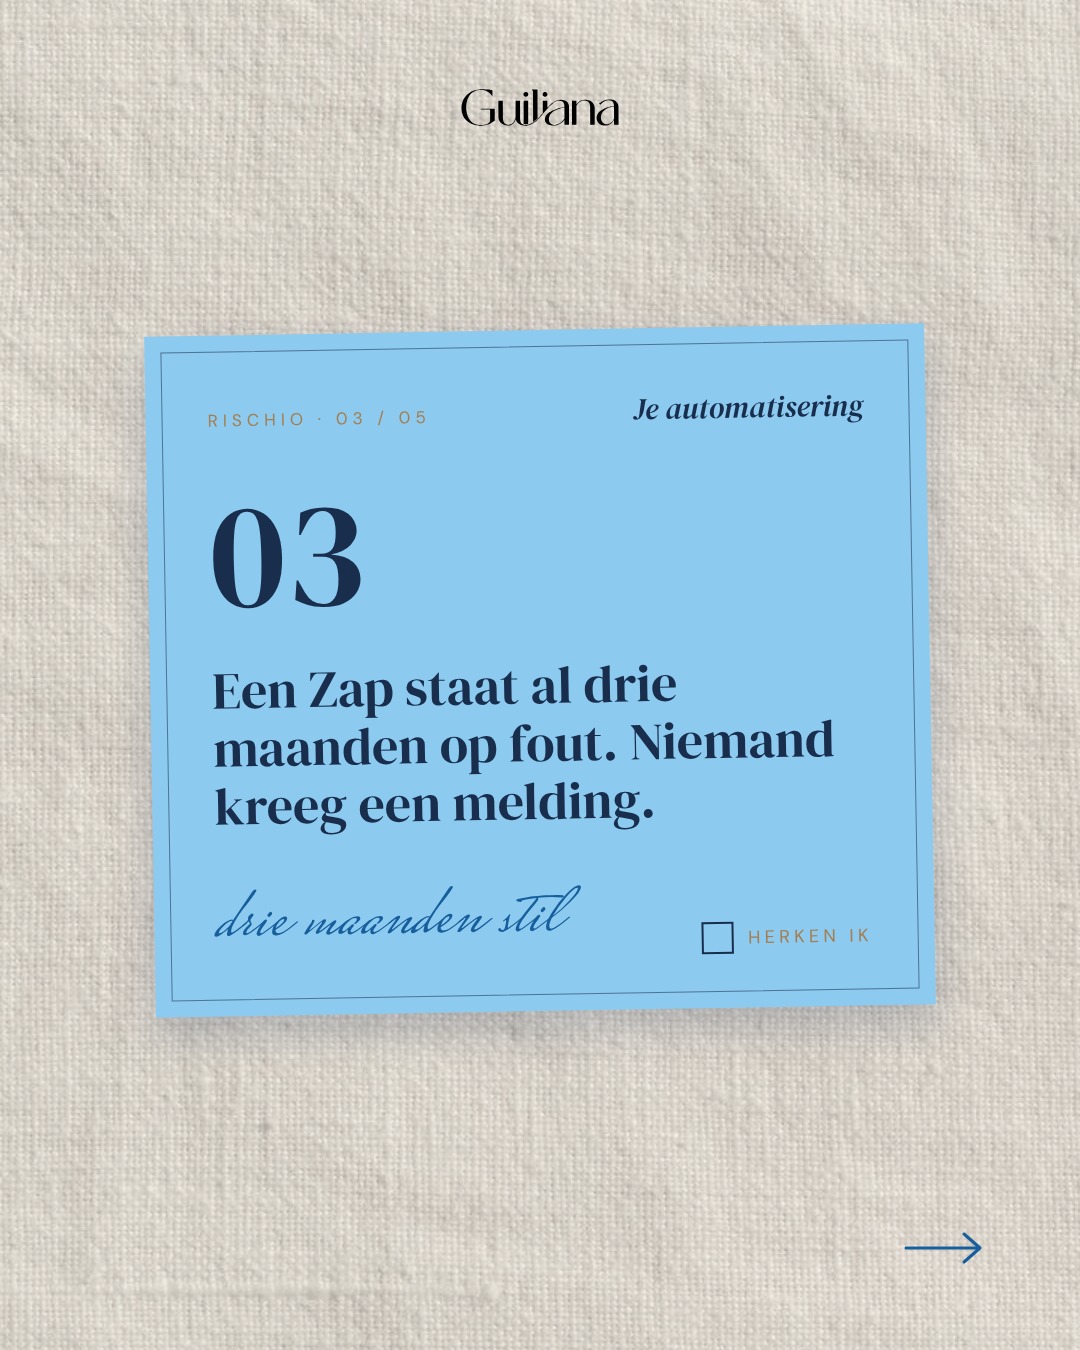 Guiliana
RISCHIO · 03 / 05
Je automatisering
03
Een Zap staat al drie
maanden op fout. Niemand
kreeg een melding.
drie maanden stil
HERKEN IK